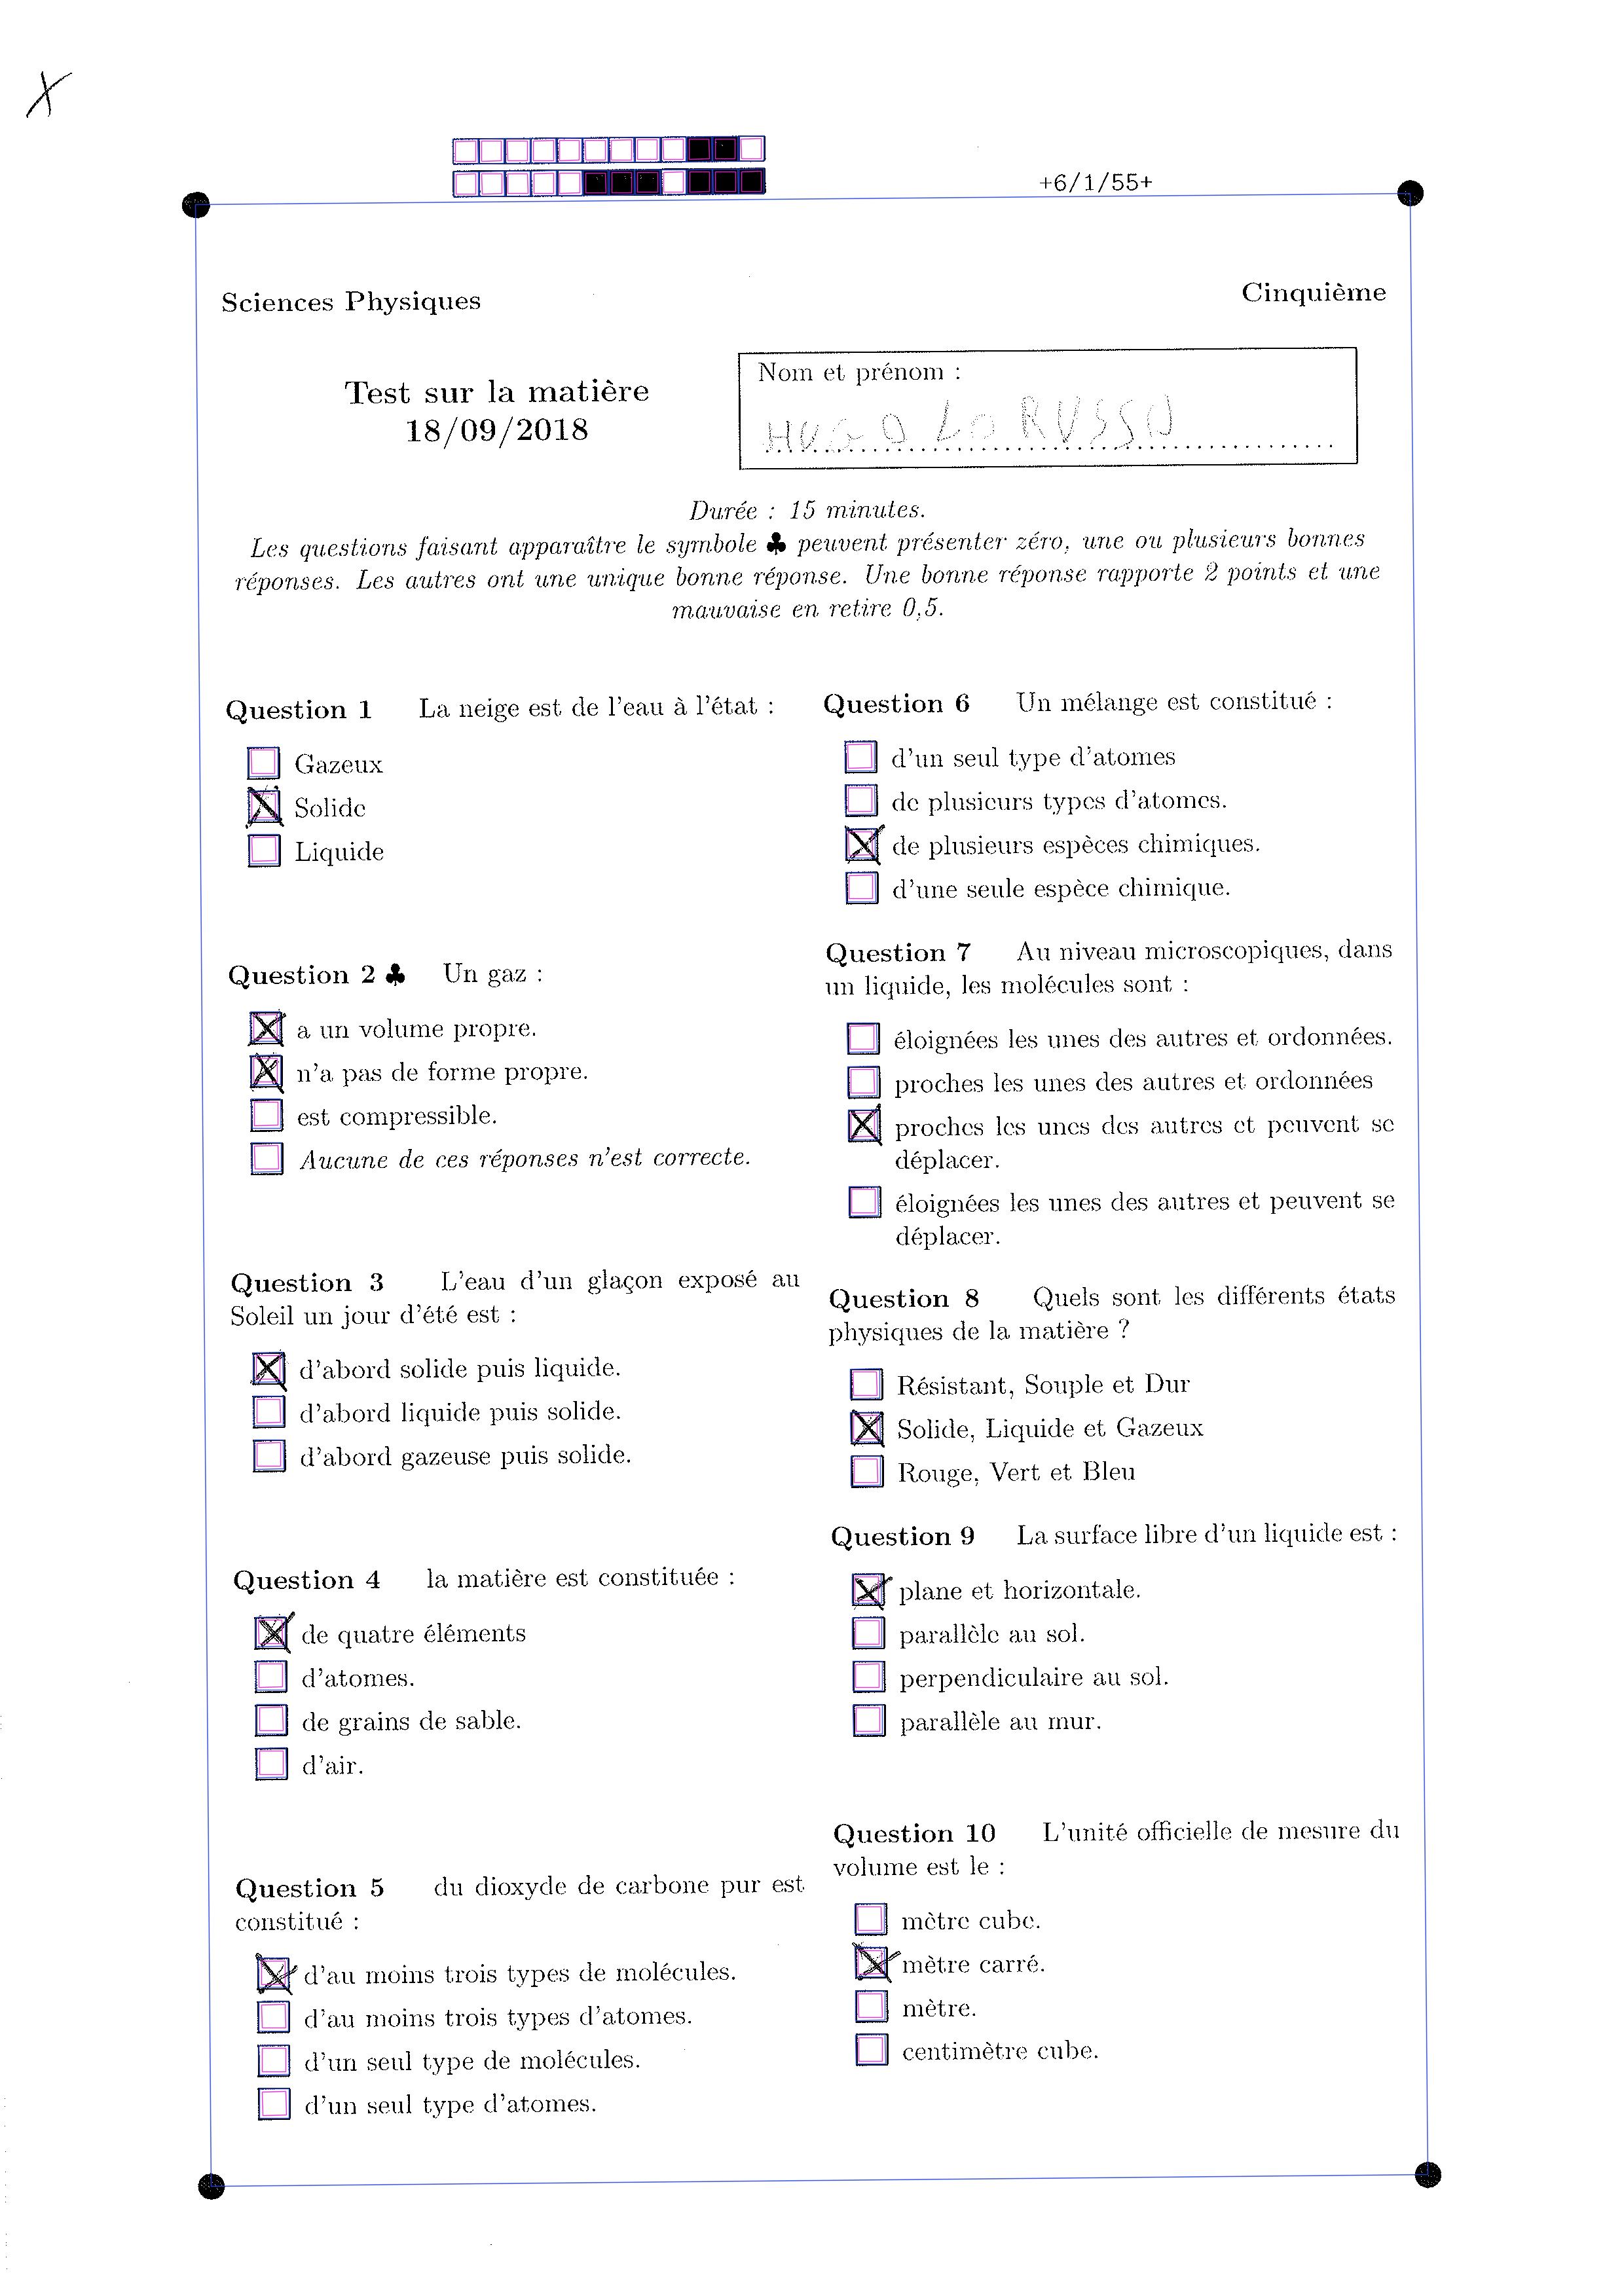 +6/1/55+
Sciences Physiques
Cinquième
Test sur la matière
18/09/2018
Nom et prénom :
HUGO LO RUSSO
Durée : 15 minutes.
Les questions faisant apparaître le symbole ♣ peuvent présenter zéro, une ou plusieurs bonnes
réponses. Les autres ont une unique bonne réponse. Une bonne réponse rapporte 2 points et une
mauvaise en retire 0,5.
Question 1 La neige est de l'eau à l'état :
Gazeux
Solide
Liquide
Question 2 ♣ Un gaz :
a un volume propre.
n'a pas de forme propre.
est compressible.
Aucune de ces réponses n'est correcte.
Question 3 L'eau d'un glaçon exposé au
Soleil un jour d'été est :
d'abord solide puis liquide.
d'abord liquide puis solide.
d'abord gazeuse puis solide.
Question 4 la matière est constituée :
de quatre éléments
d'atomes.
de grains de sable.
d'air.
Question 5 du dioxyde de carbone pur est
constitué :
d'au moins trois types de molécules.
d'au moins trois types d'atomes.
d'un seul type de molécules.
d'un seul type d'atomes.
Question 6 Un mélange est constitué :
d'un seul type d'atomes
de plusieurs types d'atomes.
de plusieurs espèces chimiques.
d'une seule espèce chimique.
Question 7 Au niveau microscopiques, dans
un liquide, les molécules sont :
éloignées les unes des autres et ordonnées.
proches les unes des autres et ordonnées
proches les unes des autres et peuvent se
déplacer.
éloignées les unes des autres et peuvent se
déplacer.
Question 8 Quels sont les différents états
physiques de la matière ?
Résistant, Souple et Dur
Solide, Liquide et Gazeux
Rouge, Vert et Bleu
Question 9 La surface libre d'un liquide est :
plane et horizontale.
parallèle au sol.
perpendiculaire au sol.
parallèle au mur.
Question 10 L'unité officielle de mesure du
volume est le :
mètre cube.
mètre carré.
mètre.
centimètre cube.